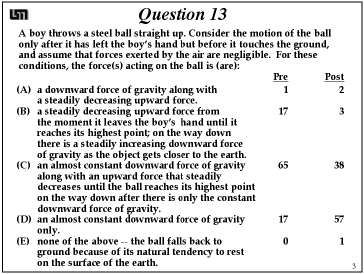 Question 13
A boy throws a steel ball straight up. Consider the motion of the ball
only after it has left the boy's hand but before it touches the ground,
and assume that forces exerted by the air are negligible. For these
conditions, the force(s) acting on the ball is (are):
Pre Post
(A) a downward force of gravity along with 1 2
a steadily decreasing upward force.
(B) a steadily decreasing upward force from 17 3
the moment it leaves the boy's hand until it
reaches its highest point; on the way down
there is a steadily increasing downward force
of gravity as the object gets closer to the earth.
(C) an almost constant downward force of gravity 65 38
along with an upward force that steadily
decreases until the ball reaches its highest point
on the way down after there is only the constant
downward force of gravity.
(D) an almost constant downward force of gravity 17 57
only.
(E) none of the above -- the ball falls back to 0 1
ground because of its natural tendency to rest
on the surface of the earth.
3